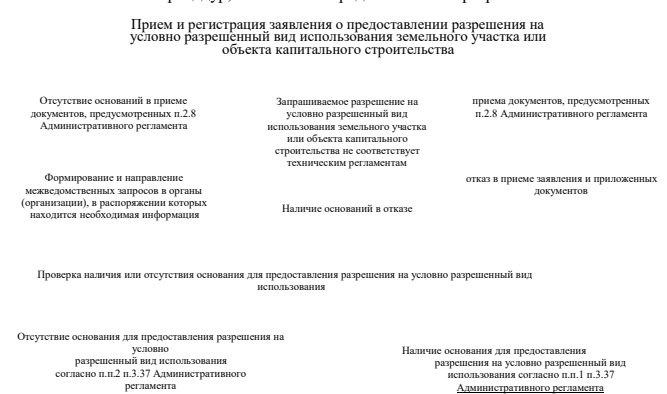 Прием и регистрация заявления о предоставлении разрешения на
условно разрешенный вид использования земельного участка или
объекта капитального строительства
Отсутствие оснований в приеме
документов, предусмотренных п.2.8
Административного регламента
Запрашиваемое разрешение на
условно разрешенный вид
использования земельного участка
или объекта капитального
строительства не соответствует
техническим регламентам
приема документов, предусмотренных
п.2.8 Административного регламента
Формирование и направление
межведомственных запросов в органы
(организации), в распоряжении которых
находится необходимая информация
Наличие оснований в отказе
отказ в приеме заявления и приложенных
документов
Проверка наличия или отсутствия основания для предоставления разрешения на условно разрешенный вид
использования
Отсутствие основания для предоставления разрешения на
условно
разрешенный вид использования
согласно п.п.2 п.3.37 Административного
регламента
Наличие основания для предоставления
разрешения на условно разрешенный вид
использования согласно п.п.1 п.3.37
Административного регламента